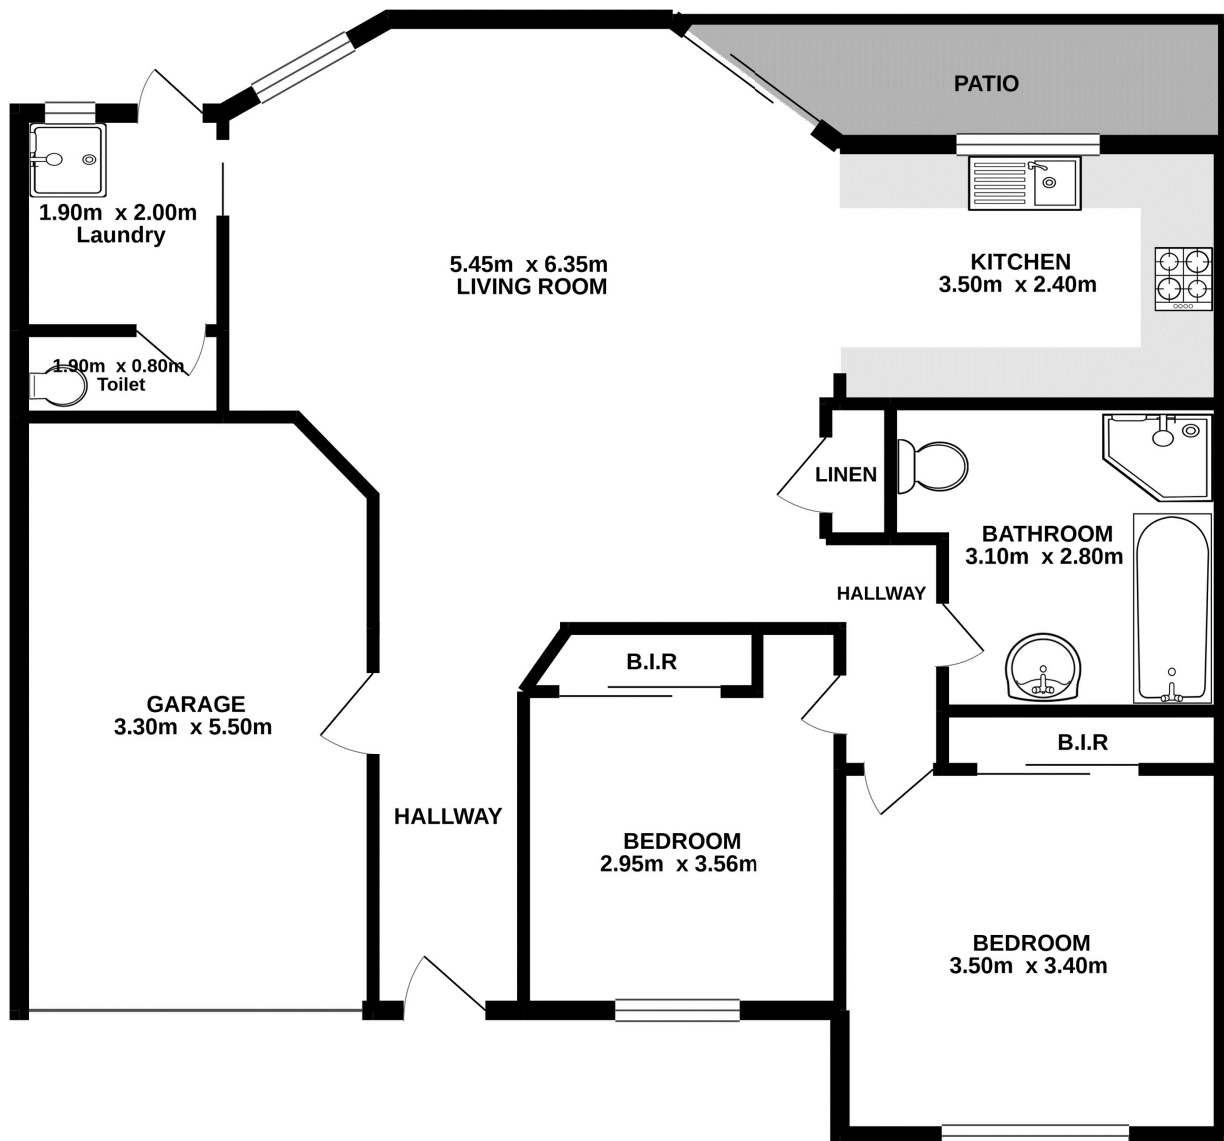 PATIO
1.90m x 2.00m
Laundry
5.45m x 6.35m
LIVING ROOM
KITCHEN
3.50m x 2.40m
1.90m x 0.80m
Toilet
LINEN
BATHROOM
3.10m x 2.80m
HALLWAY
B.I.R
GARAGE
3.30m x 5.50m
B.I.R
HALLWAY
BEDROOM
2.95m x 3.56m
BEDROOM
3.50m x 3.40m